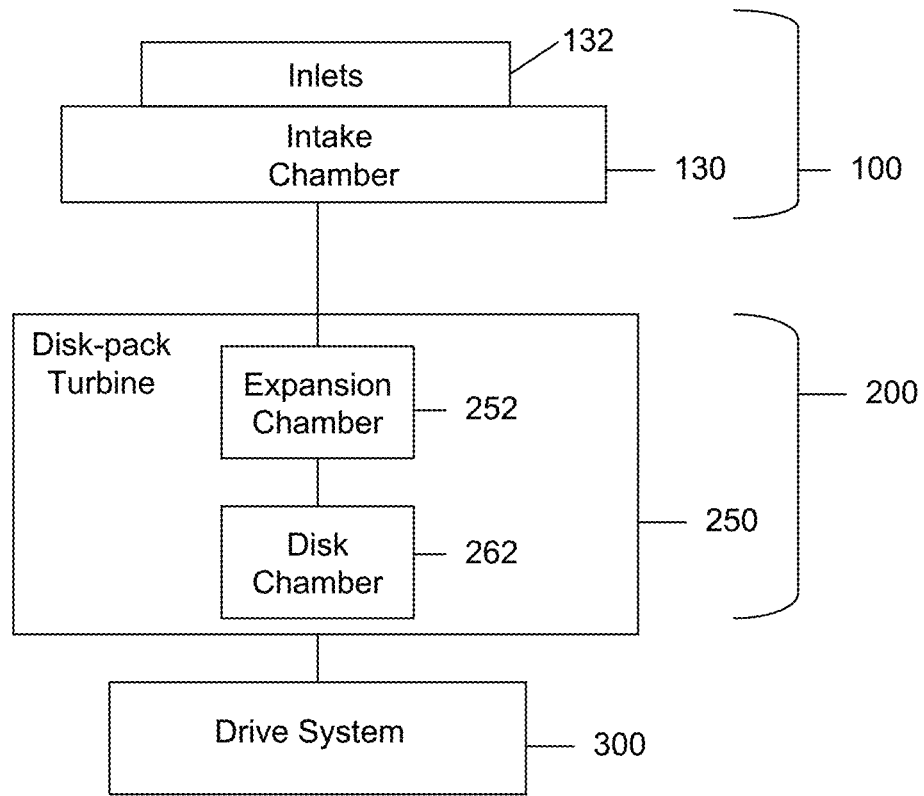 132
Inlets
Intake
Chamber
130
100
Disk-pack
Turbine
Expansion
Chamber
252
200
250
Disk
Chamber
262
Drive System
300